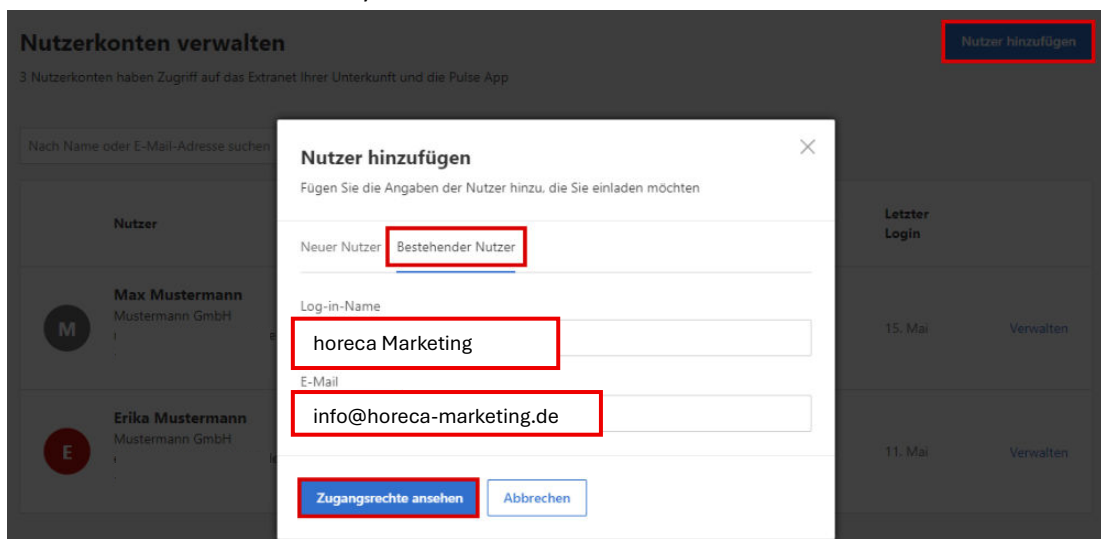 Nutzerkonten verwalten
Nutzer hinzufügen
3 Nutzerkonten haben Zugriff auf das Extranet Ihrer Unterkunft und die Pulse App
Nach Name oder E-Mail-Adresse suchen
Nutzer hinzufügen
Fügen Sie die Angaben der Nutzer hinzu, die Sie einladen möchten
Nutzer
Letzter
Login
Neuer Nutzer Bestehender Nutzer
Max Mustermann
Mustermann GmbH
M
15. Mai
Verwalten
Log-in-Name
horeca Marketing
E-Mail
info@horeca-marketing.de
Erika Mustermann
Mustermann GmbH
E
11. Mai
Verwalten
Zugangsrechte ansehen
Abbrechen